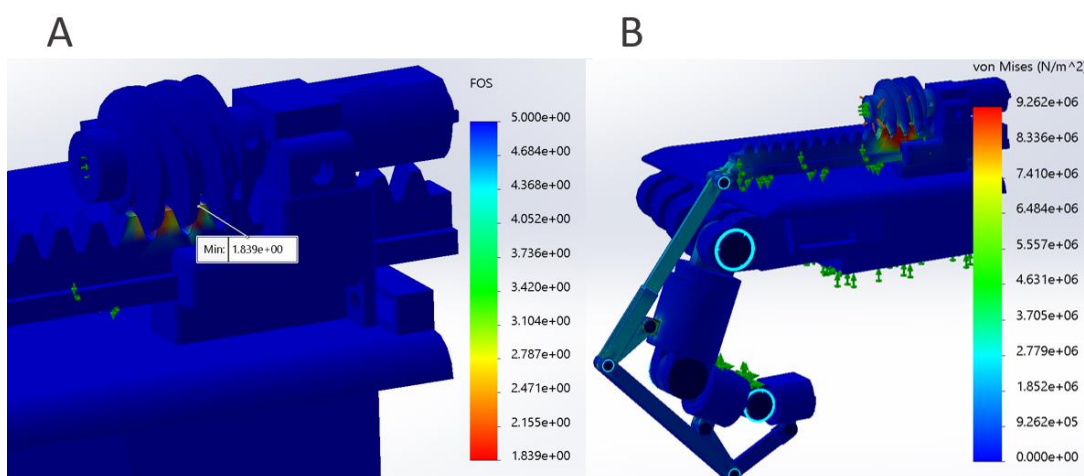 A
B
FOS
5.000e+00
4.684e+00
4.368e+00
4.052e+00
3.736e+00
3.420e+00
3.104e+00
2.787e+00
2.471e+00
2.155e+00
1.839e+00
Min: 1.839e+00
von Mises (N/m^2)
9.262e+06
8.336e+06
7.410e+06
6.484e+06
5.557e+06
4.631e+06
3.705e+06
2.779e+06
1.852e+06
9.262e+05
0.000e+00